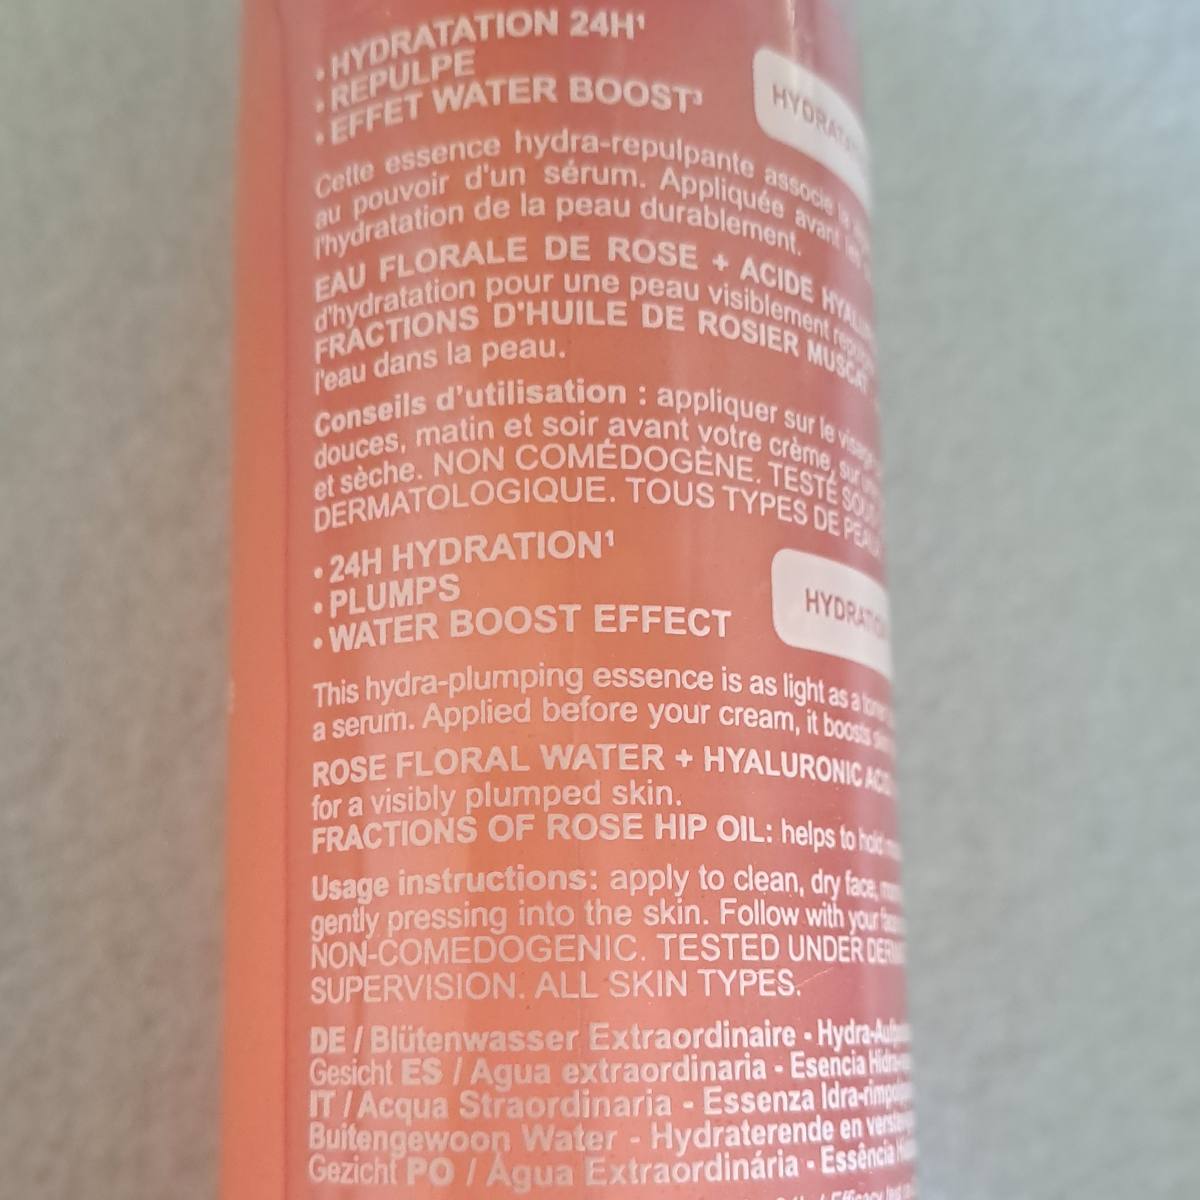 • HYDRATATION 24H¹
• REPULPE
• EFFET WATER BOOST³
HYDRAT
Cette essence hydra-repulpante associe la
au pouvoir d'un sérum. Appliquée avant
l'hydratation de la peau durablement.
EAU FLORALE DE ROSE + ACIDE
d'hydratation pour une peau visiblement
FRACTIONS D'HUILE DE ROSIER MUSCAT
l'eau dans la peau.
Conseils d'utilisation : appliquer sur le
douces, matin et soir avant votre crème,
et sèche. NON COMÉDOGÈNE. TESTÉ
DERMATOLOGIQUE. TOUS TYPES DE PEAU
• 24H HYDRATION¹
• PLUMPS
• WATER BOOST EFFECT
HYDRATION
This hydra-plumping essence is as light as a
a serum. Applied before your cream, it boosts
ROSE FLORAL WATER + HYALURONIC ACID
for a visibly plumped skin.
FRACTIONS OF ROSE HIP OIL: helps to hold
Usage instructions: apply to clean, dry face,
gently pressing into the skin. Follow with your
NON-COMEDOGENIC. TESTED UNDER
SUPERVISION. ALL SKIN TYPES.
DE / Blütenwasser Extraordinaire - Hydra-
Gesicht ES / Agua extraordinaria - Esencia
IT / Acqua Straordinaria - Essenza
Buitengewoon Water - Hydraterende en
Gezicht PO / Água Extraordinária - Essência